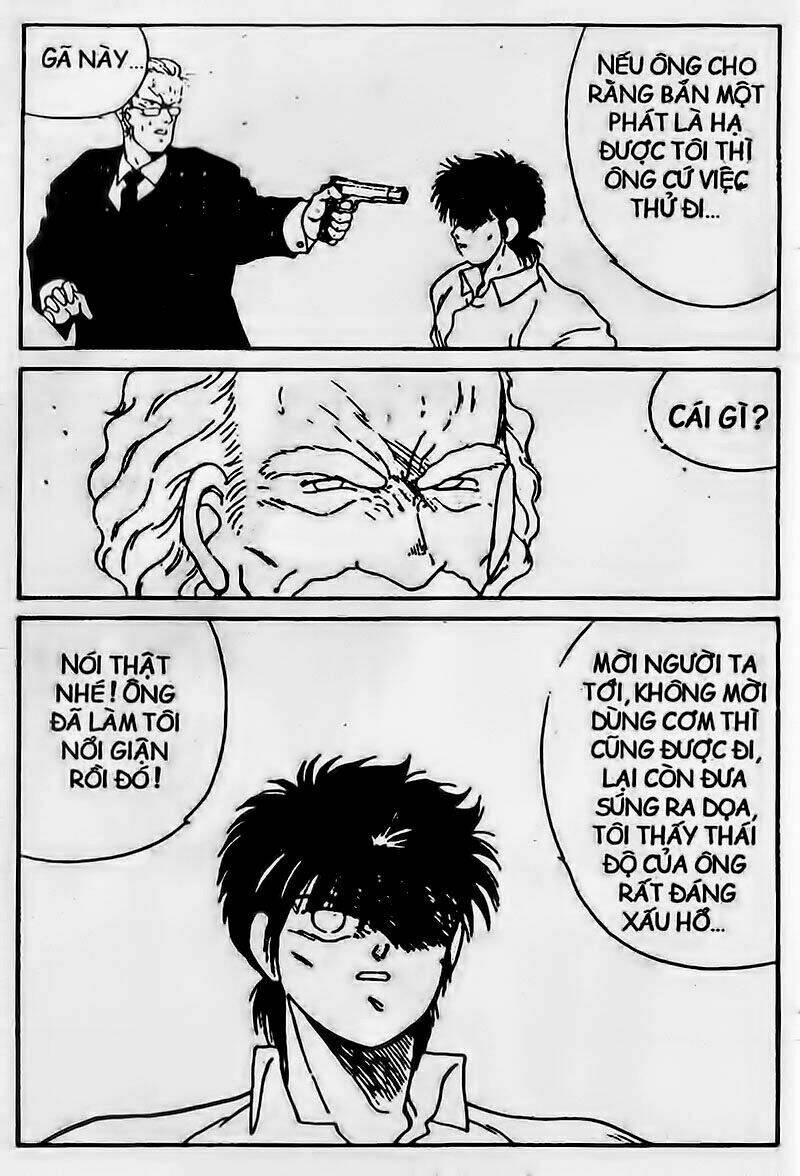 GÃ NÀY...
NẾU ÔNG CHO
RẰNG BẮN MỘT
PHÁT LÀ HẠ
ĐƯỢC TÔI THÌ
ÔNG CỨ VIỆC
THỬ ĐI...
CÁI GÌ?
NÓI THẬT
NHÉ! ÔNG
ĐÃ LÀM TÔI
NỔI GIẬN
RỒI ĐÓ!
MỜI NGƯỜI TA
TỚI, KHÔNG MỜI
DÙNG CƠM THÌ
CŨNG ĐƯỢC ĐI,
LẠI CÒN ĐƯA
SÚNG RA DỌA,
TÔI THẤY THÁI
ĐỘ CỦA ÔNG
RẤT ĐÁNG
XẤU HỔ...